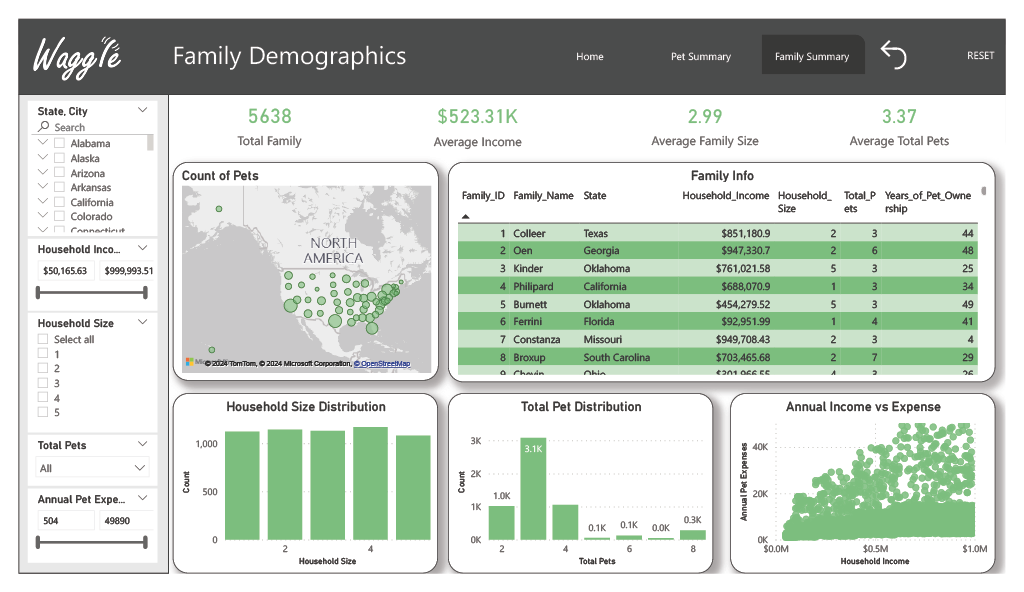 Waggle
Family Demographics
Home
Pet Summary
Family Summary
RESET
State, City
Search
Alabama
Alaska
Arizona
Arkansas
California
Colorado
Connecticut
Household Inco...
$50,165.63 $999,993.51
Household Size
Select all
1
2
3
4
5
Total Pets
All
Annual Pet Expe...
504 49890
5638
Total Family
$523.31K
Average Income
2.99
Average Family Size
3.37
Average Total Pets
Count of Pets
NORTH
AMERICA
© 2024 TomTom, © 2024 Microsoft Corporation, © OpenStreetMap
Family Info
Family_ID Family_Name State Household_Income Household_ Total_P Years_of_Pet_Owne
Size ets rship
1 Colleer Texas $851,180.9 2 3 44
2 Oen Georgia $947,330.7 2 6 48
3 Kinder Oklahoma $761,021.58 5 3 25
4 Philipard California $688,070.9 1 3 34
5 Burnett Oklahoma $454,279.52 5 3 49
6 Ferrini Florida $92,951.99 1 4 41
7 Constanza Missouri $949,708.43 2 3 4
8 Broxup South Carolina $703,465.68 2 7 29
9 Chevin Ohio $301,966.55 4 3 26
Household Size Distribution
Count
1,000
500
0
2 4
Household Size
Total Pet Distribution
Count
3K
2K
1K
0K
1.0K
3.1K
0.1K
0.1K
0.0K
0.3K
2 4 6 8
Total Pets
Annual Income vs Expense
Annual Pet Expenses
40K
20K
0K
$0.0M $0.5M $1.0M
Household Income